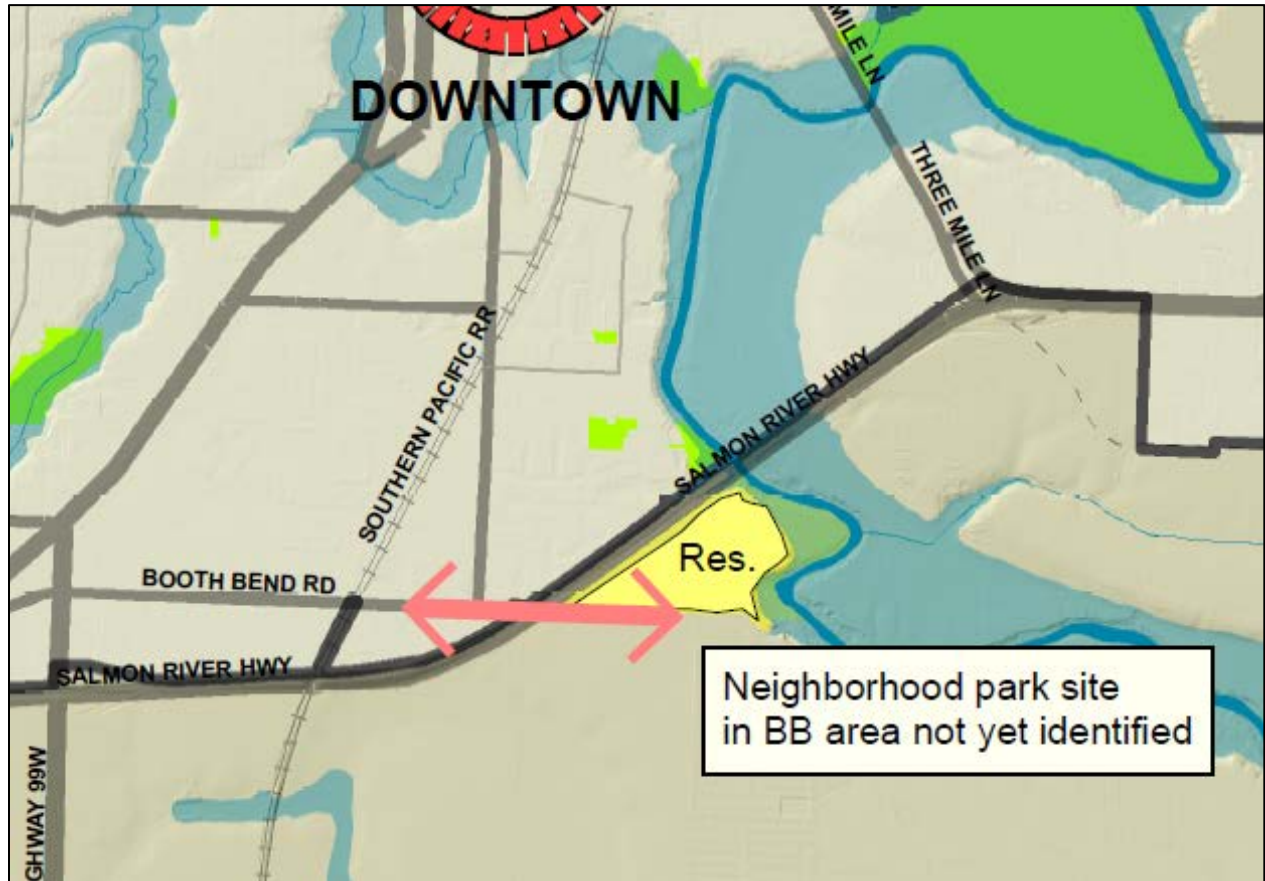 MILE LN
DOWNTOWN
THREE MILE LN
SOUTHERN PACIFIC RR
SALMON RIVER HWY
Res.
BOOTH BEND RD
SALMON RIVER HWY
Neighborhood park site
in BB area not yet identified
GHWAY 99W